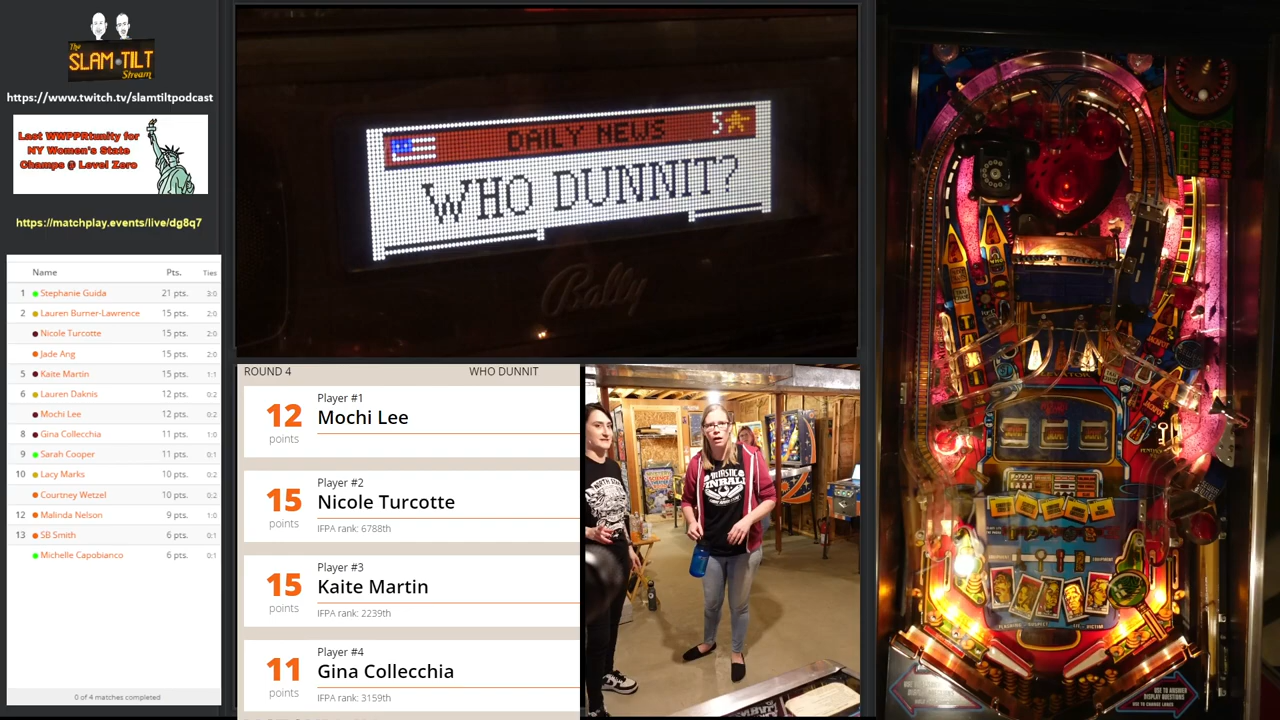 The
SLAM TILT
Stream
https://www.twitch.tv/slamtiltpodcast
Last WWPPRtunity for
NY Women's State
Champs @ Level Zero
https://matchplay.events/live/dg8q7
Name Pts. Ties
1 Stephanie Guida 21 pts. 3:0
2 Lauren Burner-Lawrence 15 pts. 2:0
Nicole Turcotte 15 pts. 2:0
Jade Ang 15 pts. 2:0
5 Kaite Martin 15 pts. 1:1
6 Lauren Daknis 12 pts. 0:2
Mochi Lee 12 pts. 0:2
8 Gina Collecchia 11 pts. 1:0
9 Sarah Cooper 11 pts. 0:1
10 Lacy Marks 10 pts. 0:2
Courtney Wetzel 10 pts. 0:2
12 Malinda Nelson 9 pts. 1:0
13 SB Smith 6 pts. 0:1
Michelle Capobianco 6 pts. 0:1
0 of 4 matches completed
DAILY NEWS 5
WHO DUNNIT?
Bally
ROUND 4 WHO DUNNIT
12 points
Player #1
Mochi Lee
15 points
Player #2
Nicole Turcotte
IFPA rank: 6788th
15 points
Player #3
Kaite Martin
IFPA rank: 2239th
11 points
Player #4
Gina Collecchia
IFPA rank: 3159th
PINBALL
USE TO ANSWER
DISPLAY QUESTIONS
VICTIM